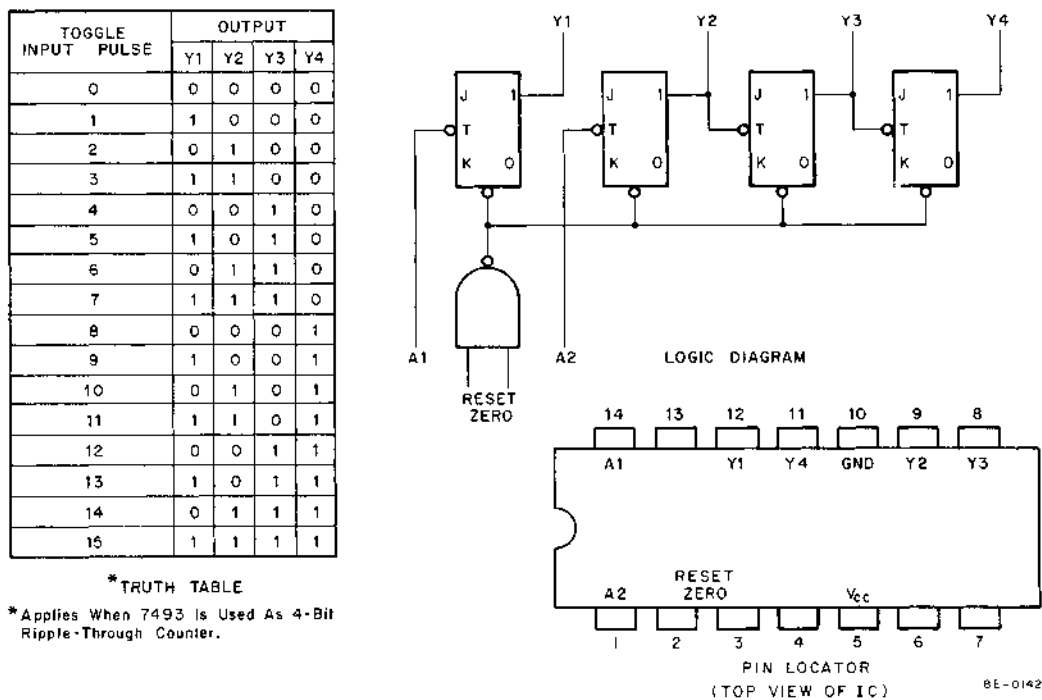 TOGGLE INPUT PULSE OUTPUT
Y1 Y2 Y3 Y4
0 0 0 0 0
1 1 0 0 0
2 0 1 0 0
3 1 1 0 0
4 0 0 1 0
5 1 0 1 0
6 0 1 1 0
7 1 1 1 0
8 0 0 0 1
9 1 0 0 1
10 0 1 0 1
11 1 1 0 1
12 0 0 1 1
13 1 0 1 1
14 0 1 1 1
15 1 1 1 1
*TRUTH TABLE
*Applies When 7493 Is Used As 4-Bit
Ripple-Through Counter.
Y1 Y2 Y3 Y4
J 1 J 1 J 1 J 1
T T T T
K 0 K 0 K 0 K 0
A1 A2
RESET
ZERO
LOGIC DIAGRAM
14 13 12 11 10 9 8
A1 Y1 Y4 GND Y2 Y3
RESET
A2 ZERO Vcc
1 2 3 4 5 6 7
PIN LOCATOR
(TOP VIEW OF IC)
BE-0142